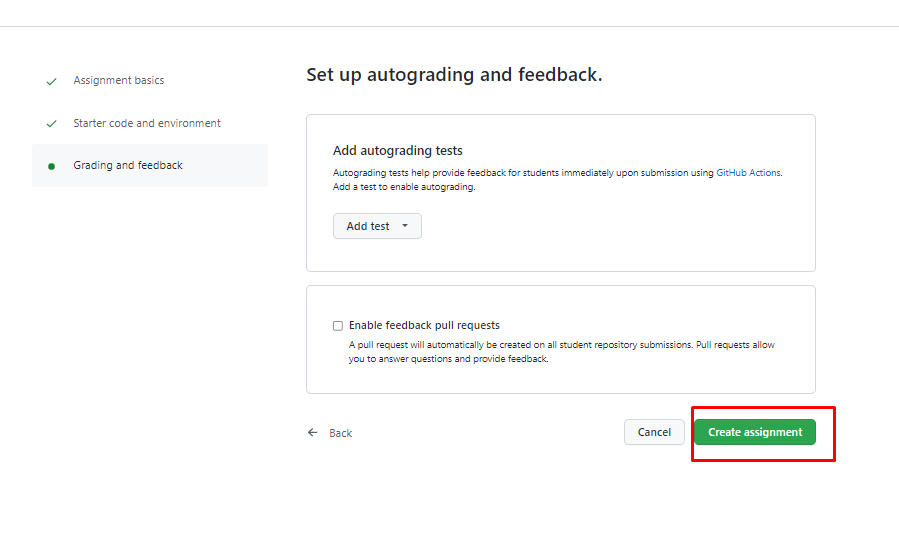 Assignment basics
Starter code and environment
Grading and feedback
Set up autograding and feedback.
Add autograding tests
Autograding tests help provide feedback for students immediately upon submission using GitHub Actions.
Add a test to enable autograding.
Add test
Enable feedback pull requests
A pull request will automatically be created on all student repository submissions. Pull requests allow
you to answer questions and provide feedback.
Back
Cancel
Create assignment